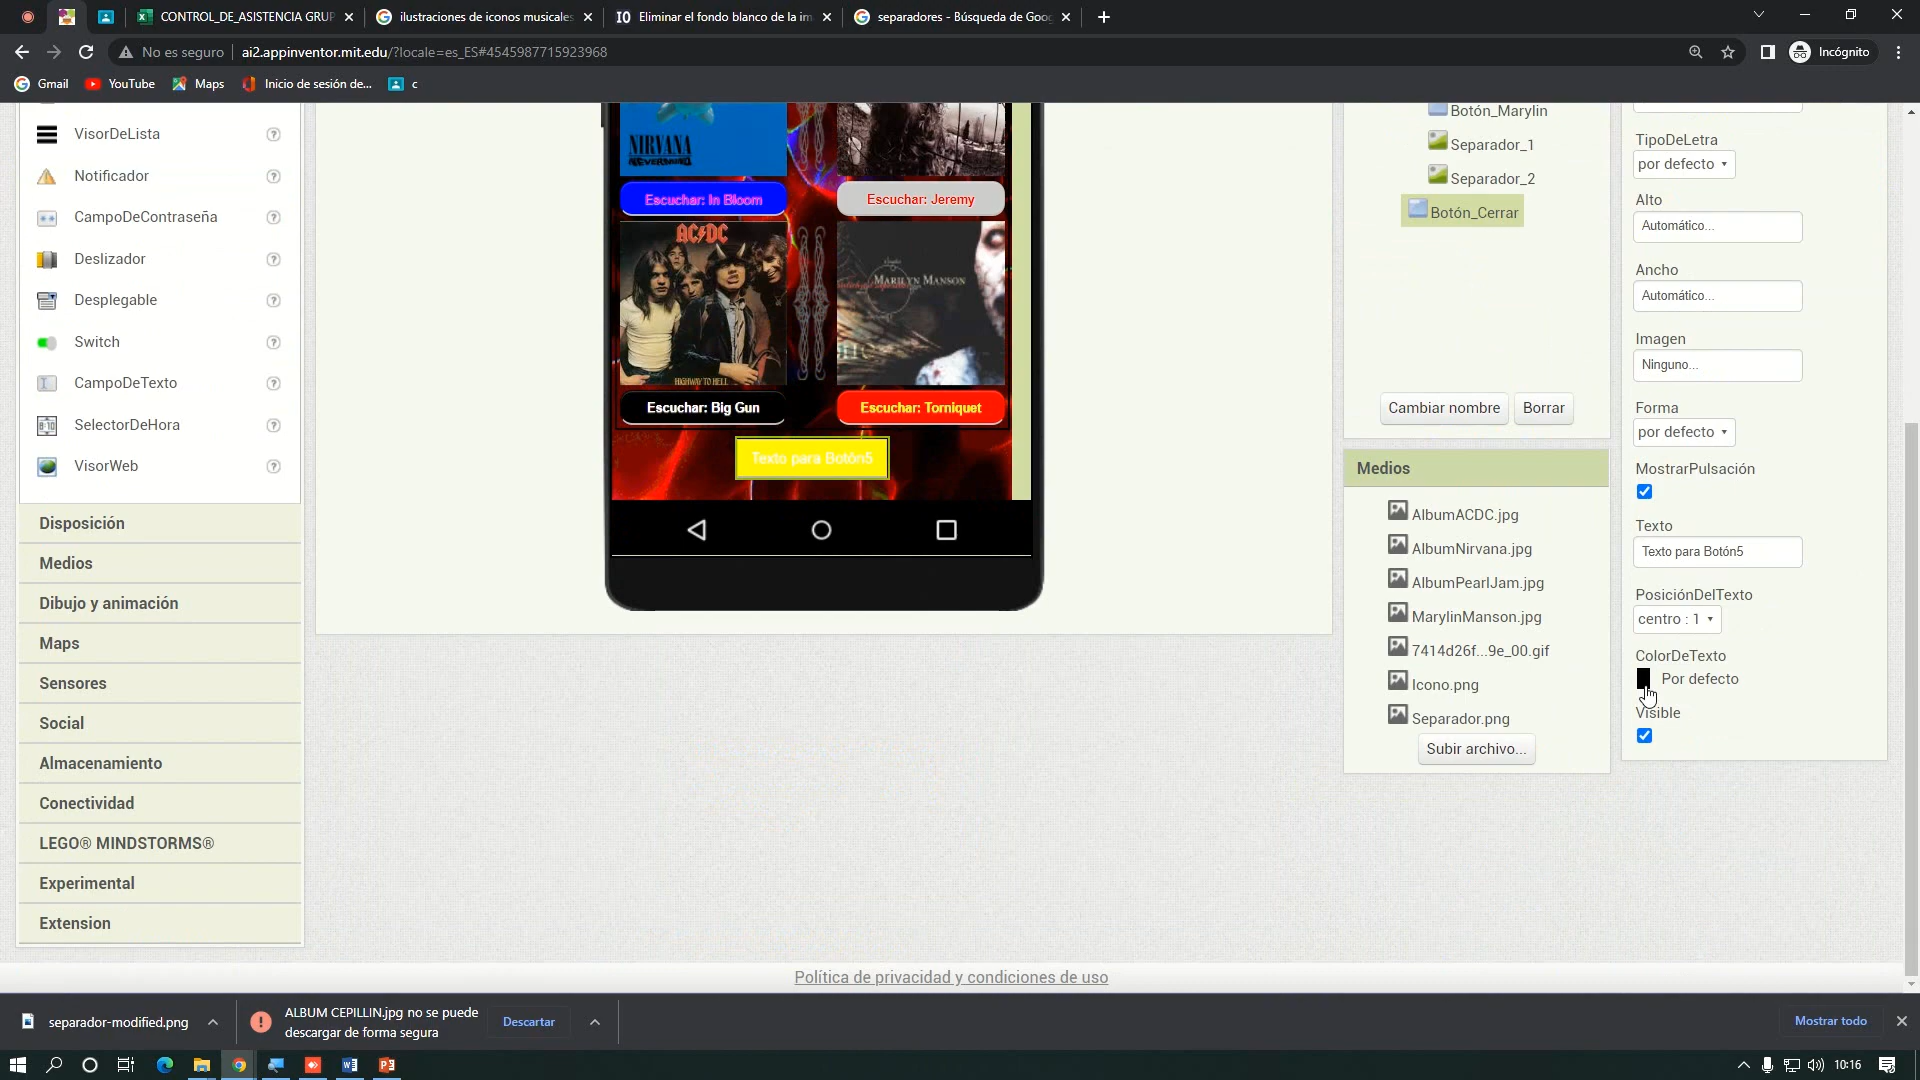 CONTROL_DE_ASISTENCIA GRUP
ilustraciones de iconos musicales
IO Eliminar el fondo blanco de la im
separadores - Búsqueda de Goog
No es seguro
ai2.appinventor.mit.edu/?locale=es_ES#4545987715923968
Incógnito
Gmail
YouTube
Maps
Inicio de sesión de...
c
VisorDeLista
Notificador
CampoDeContraseña
Deslizador
Desplegable
Switch
CampoDeTexto
SelectorDeHora
VisorWeb
Disposición
Medios
Dibujo y animación
Maps
Sensores
Social
Almacenamiento
Conectividad
LEGO® MINDSTORMS®
Experimental
Extension
NIRVANA
NEVERMIND
Escuchar: In Bloom
Escuchar: Jeremy
AC DC
MARILYN MANSON
HIGHWAY TO HELL
Escuchar: Big Gun
Escuchar: Torniquet
Texto para Botón5
Botón_Marylin
Separador_1
Separador_2
Botón_Cerrar
Cambiar nombre
Borrar
Medios
AlbumACDC.jpg
AlbumNirvana.jpg
AlbumPearlJam.jpg
MarylinManson.jpg
7414d26f...9e_00.gif
Icono.png
Separador.png
Subir archivo...
TipoDeLetra
por defecto
Alto
Automático...
Ancho
Automático...
Imagen
Ninguno...
Forma
por defecto
MostrarPulsación
Texto
Texto para Botón5
PosiciónDelTexto
centro : 1
ColorDeTexto
Por defecto
Visible
Política de privacidad y condiciones de uso
separador-modified.png
ALBUM CEPILLIN.jpg no se puede
descargar de forma segura
Descartar
Mostrar todo
10:16